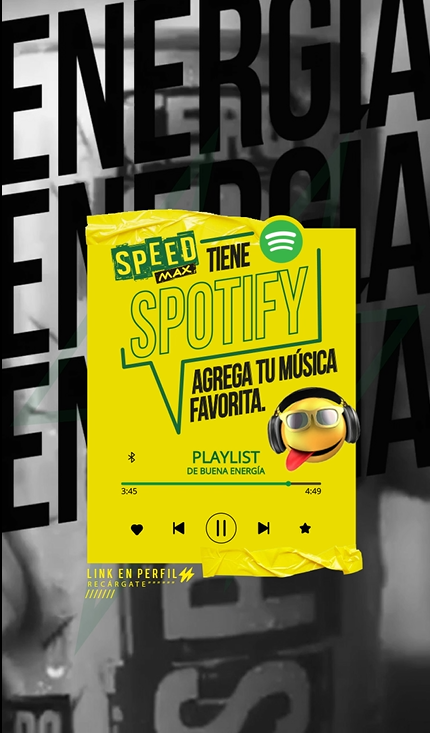 ENERGIA
ENERGIA
ENERGIA
SPEED
MAX
TIENE
SPOTIFY
AGREGA TU MÚSICA
FAVORITA.
PLAYLIST
DE BUENA ENERGÍA
3:45 4:49
LINK EN PERFIL
RECÁRGATE